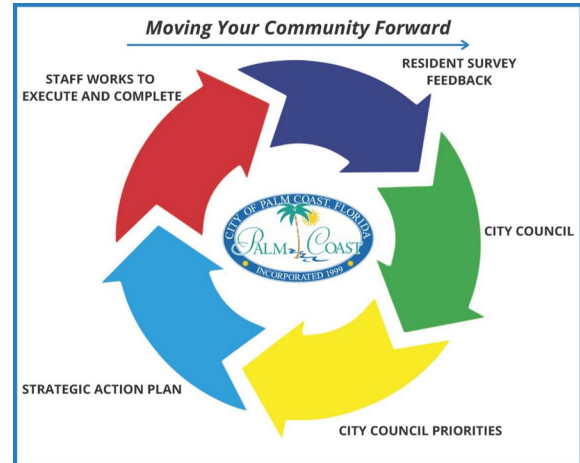 Moving Your Community Forward
RESIDENT SURVEY
FEEDBACK
STAFF WORKS TO
EXECUTE AND COMPLETE
CITY COUNCIL
CITY OF PALM COAST, FLORIDA
PALM COAST
INCORPORATED 1999
STRATEGIC ACTION PLAN
CITY COUNCIL PRIORITIES